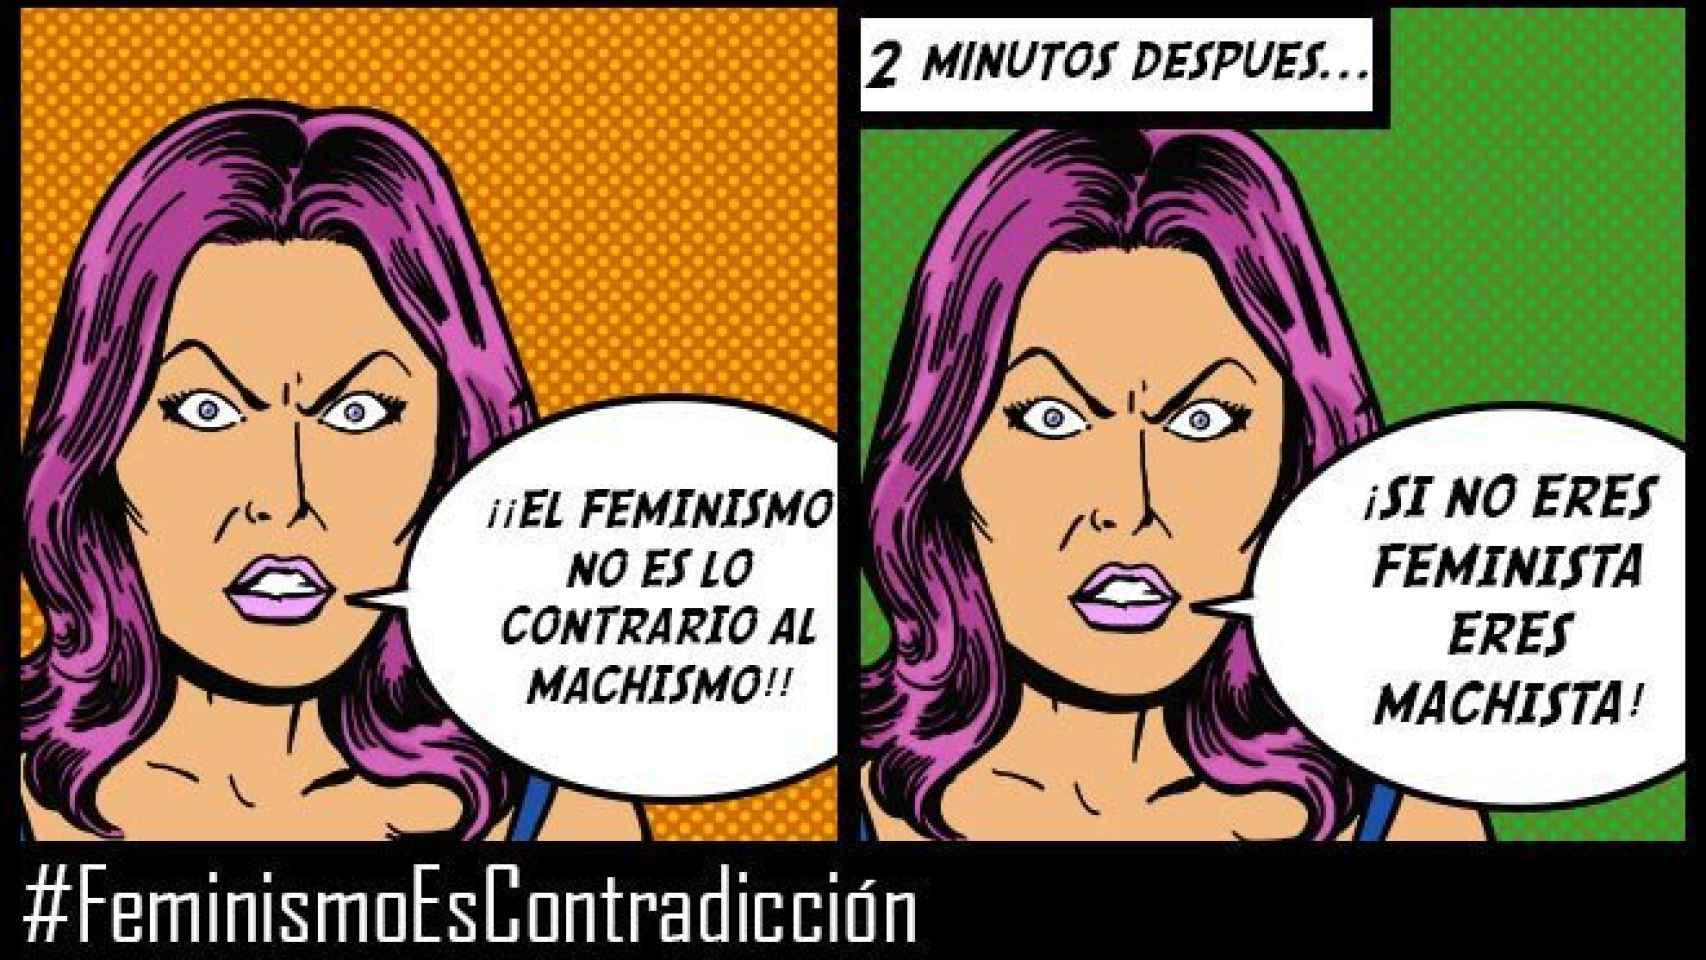 ¡¡EL FEMINISMO
NO ES LO
CONTRARIO AL
MACHISMO!!
2 MINUTOS DESPUES...
¡SI NO ERES
FEMINISTA
ERES
MACHISTA!
#FeminismoEsContradicción